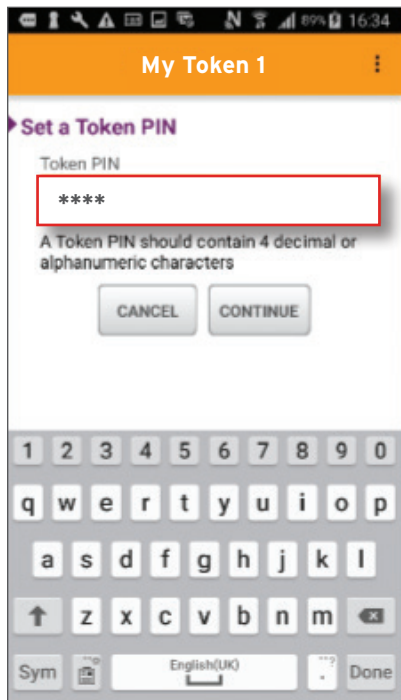 89% 16:34
My Token 1
Set a Token PIN
Token PIN
****
A Token PIN should contain 4 decimal or
alphanumeric characters
CANCEL CONTINUE
1 2 3 4 5 6 7 8 9 0
q w e r t y u i o p
a s d f g h j k l
z x c v b n m
Sym English(UK) . Done